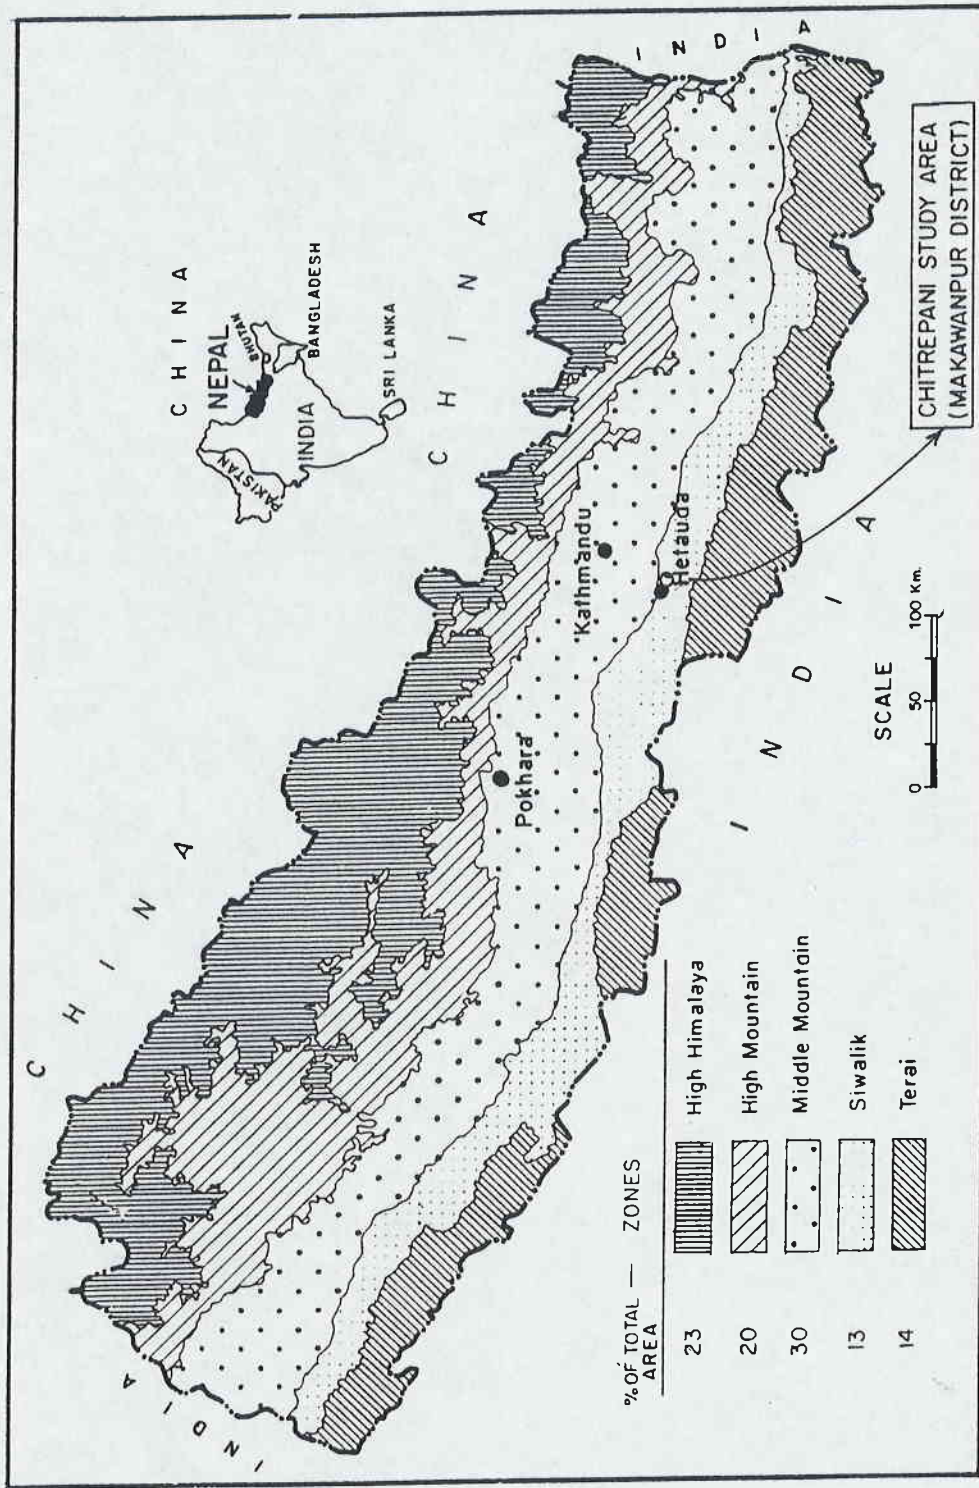 C H I N A
C H I N A
C H I N A
NEPAL
BHUTAN
PAKISTAN
INDIA
BANGLADESH
SRI LANKA
INDIA
INDIA
I N D I A
Pokhara
Kathmandu
Hetauda
CHITREPANI STUDY AREA
(MAKAWANPUR DISTRICT)
SCALE
0 50 100 Km.
% OF TOTAL — ZONES
AREA
23 High Himalaya
20 High Mountain
30 Middle Mountain
13 Siwalik
14 Terai